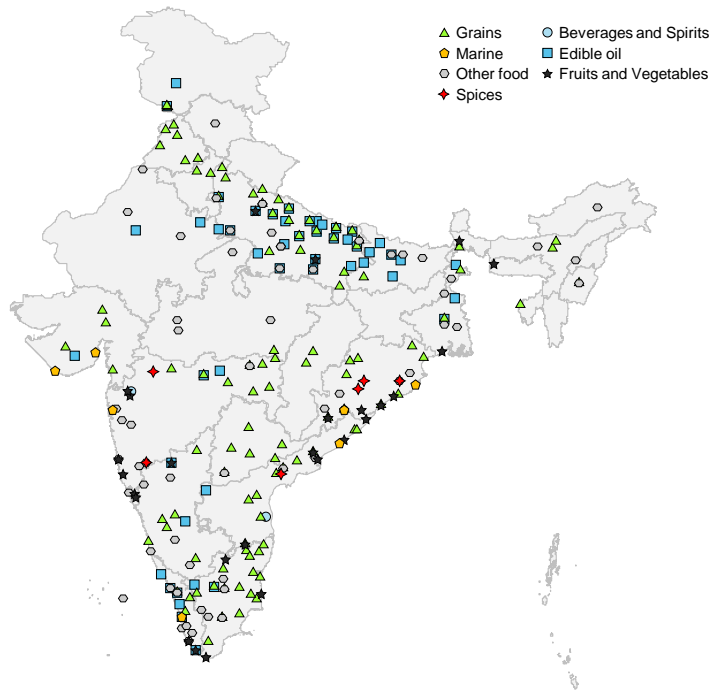 Grains
Beverages and Spirits
Marine
Edible oil
Other food
Fruits and Vegetables
Spices